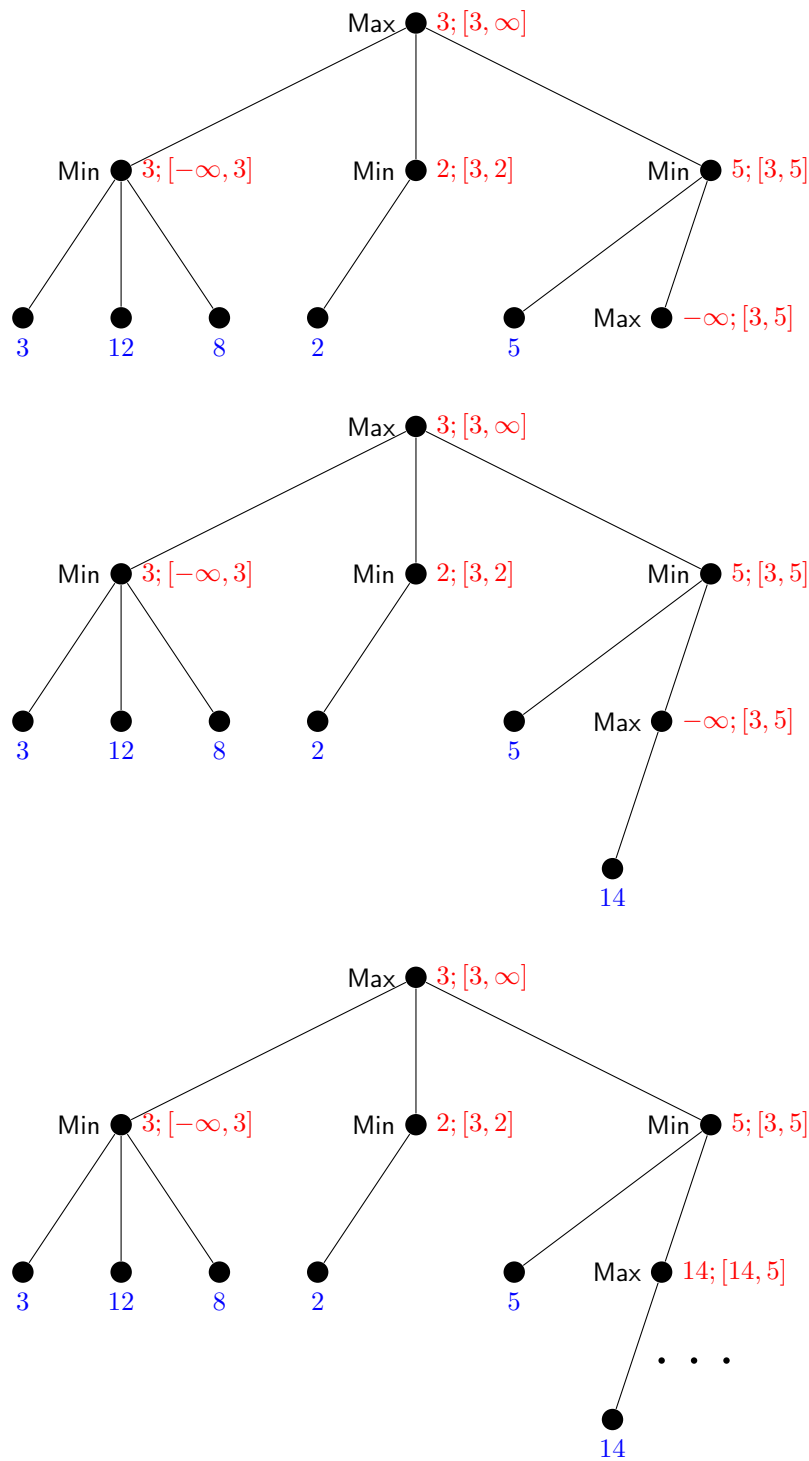 Max 3; [3, ∞]
Min 3; [−∞, 3] Min 2; [3, 2] Min 5; [3, 5]
3 12 8 2 5 Max −∞; [3, 5]
Max 3; [3, ∞]
Min 3; [−∞, 3] Min 2; [3, 2] Min 5; [3, 5]
3 12 8 2 5 Max −∞; [3, 5]
14
Max 3; [3, ∞]
Min 3; [−∞, 3] Min 2; [3, 2] Min 5; [3, 5]
3 12 8 2 5 Max 14; [14, 5]
. . .
14